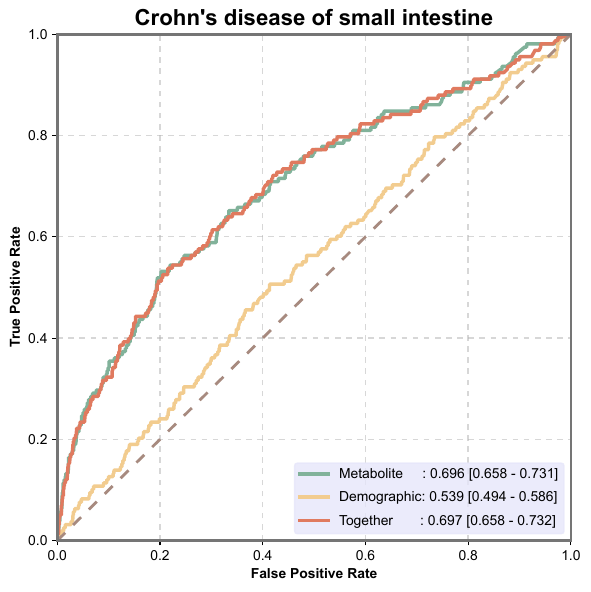 Crohn's disease of small intestine
1.0
0.8
0.6
0.4
0.2
0.0
True Positive Rate
Metabolite : 0.696 [0.658 - 0.731]
Demographic: 0.539 [0.494 - 0.586]
Together : 0.697 [0.658 - 0.732]
0.0 0.2 0.4 0.6 0.8 1.0
False Positive Rate